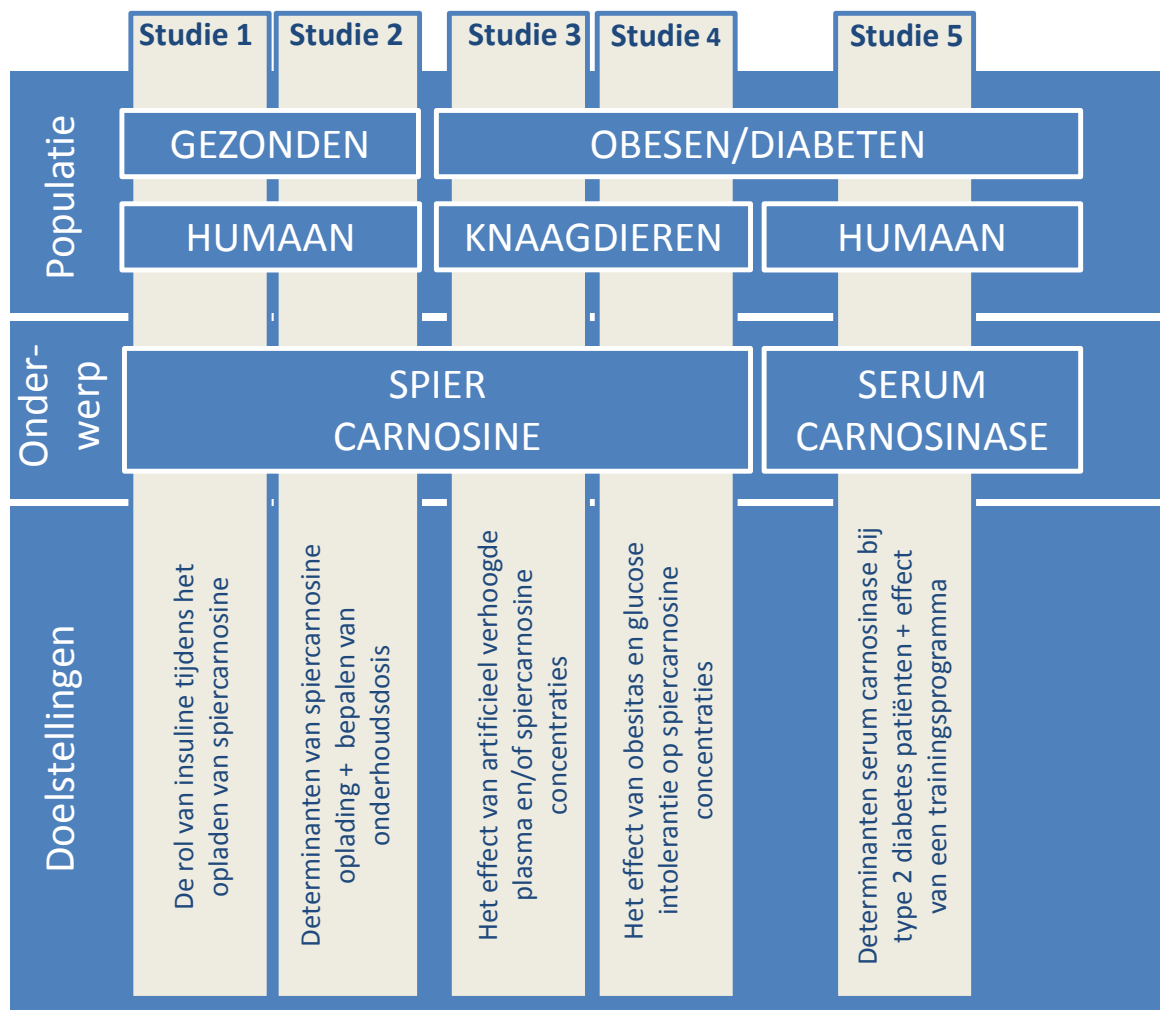 Studie 1
Studie 2
Studie 3
Studie 4
Studie 5
Populatie
GEZONDEN
OBESEN/DIABETEN
HUMAAN
KNAAGDIEREN
HUMAAN
Onder-
werp
SPIER
CARNOSINE
SERUM
CARNOSINASE
Doelstellingen
De rol van insuline tijdens het
opladen van spiercarnosine
Determinanten van spiercarnosine
oplading + bepalen van
onderhoudsdosis
Het effect van artificieel verhoogde
plasma en/of spiercarnosine
concentraties
Het effect van obesitas en glucose
intolerantie op spiercarnosine
concentraties
Determinanten serum carnosinase bij
type 2 diabetes patiënten + effect
van een trainingsprogramma